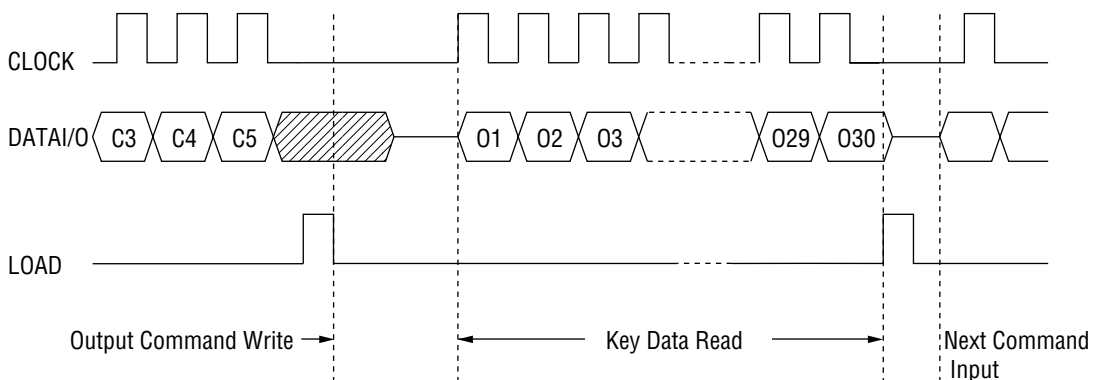 CLOCK
DATAI/O C3 C4 C5 O1 O2 O3 O29 O30
LOAD
Output Command Write Key Data Read Next Command
Input